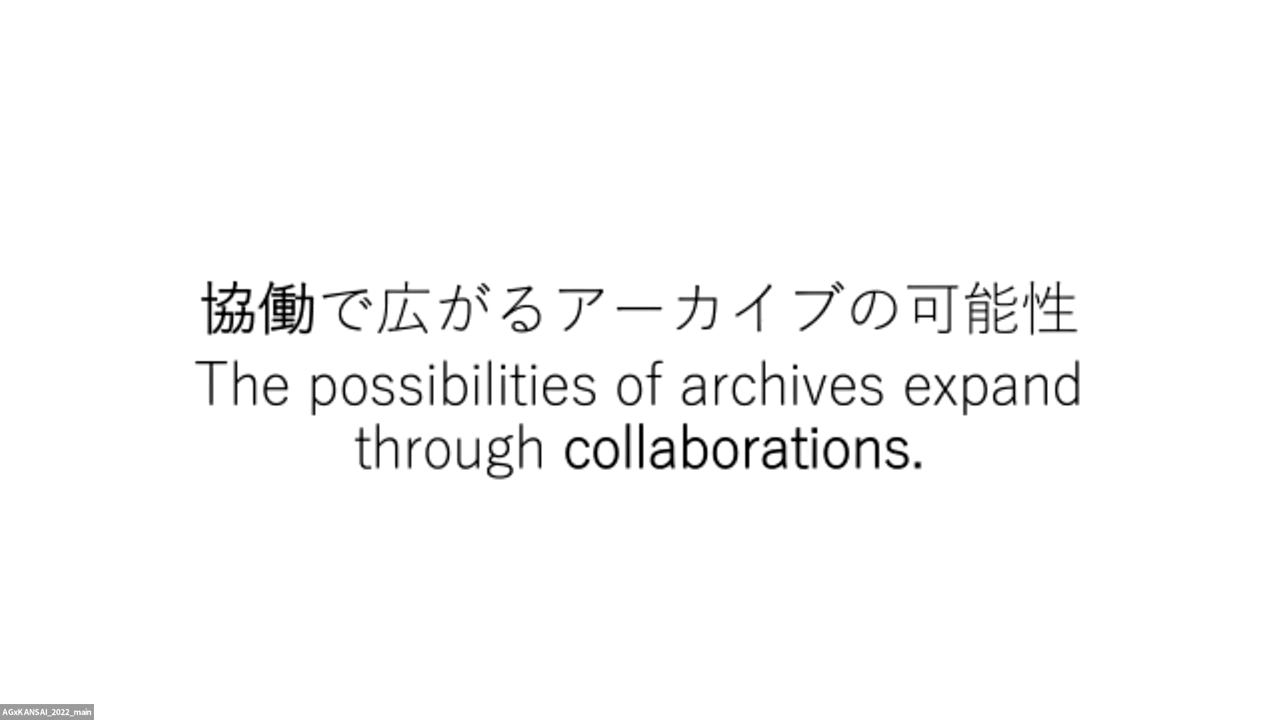 協働で広がるアーカイブの可能性
The possibilities of archives expand
through collaborations.
AGxKANSAI_2022_main